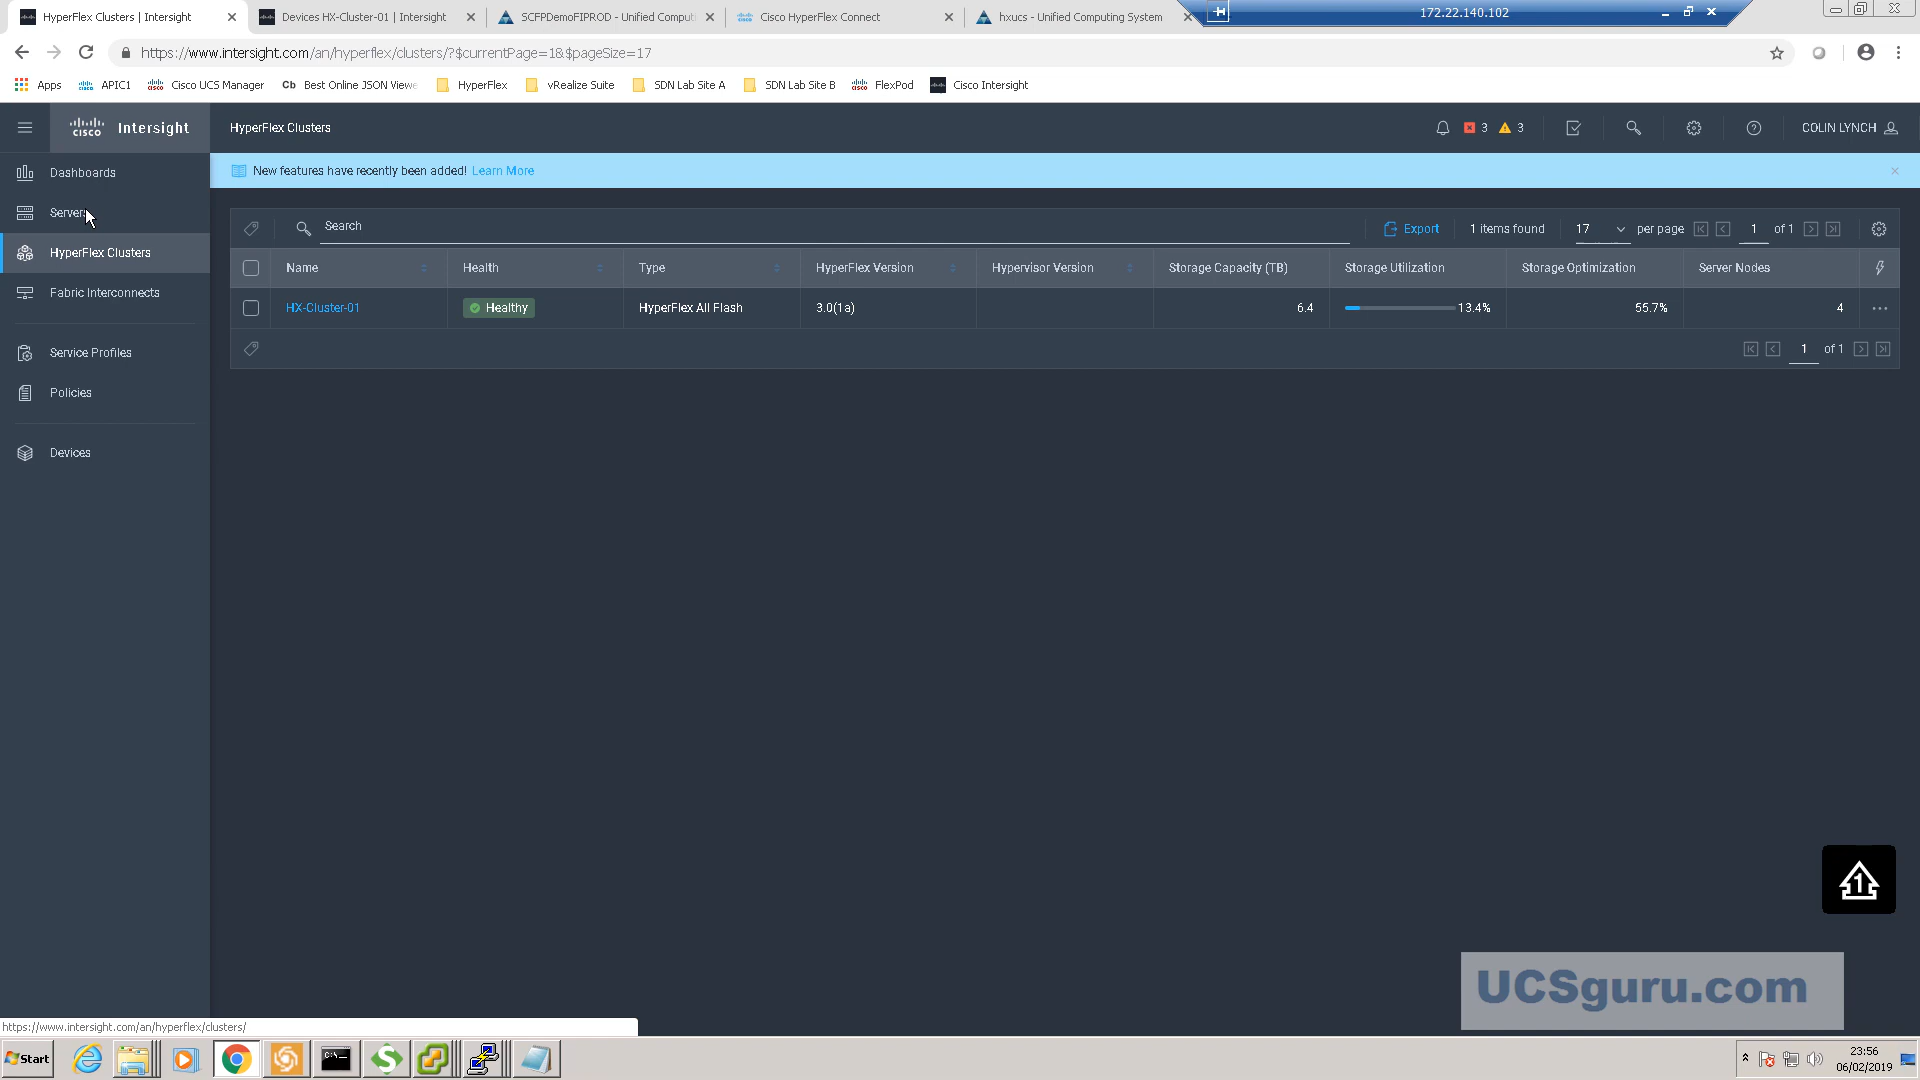 HyperFlex Clusters | Intersight
Devices HX-Cluster-01 | Intersight
SCFPDemoFIPROD - Unified Computi
Cisco HyperFlex Connect
hxucs - Unified Computing System
172.22.140.102
https://www.intersight.com/an/hyperflex/clusters/?$currentPage=1&$pageSize=17
Apps
APIC1
Cisco UCS Manager
Cb Best Online JSON Viewe
HyperFlex
vRealize Suite
SDN Lab Site A
SDN Lab Site B
FlexPod
Cisco Intersight
CISCO Intersight
HyperFlex Clusters
3
3
COLIN LYNCH
New features have recently been added! Learn More
Dashboards
Servers
HyperFlex Clusters
Fabric Interconnects
Service Profiles
Policies
Devices
Search
Export
1 items found
17 per page
1 of 1
Name Health Type HyperFlex Version Hypervisor Version Storage Capacity (TB) Storage Utilization Storage Optimization Server Nodes
HX-Cluster-01 Healthy HyperFlex All Flash 3.0(1a) 6.4 13.4% 55.7% 4
1 of 1
1
UCSguru.com
https://www.intersight.com/an/hyperflex/clusters/
Start
C:\
23:56
06/02/2019